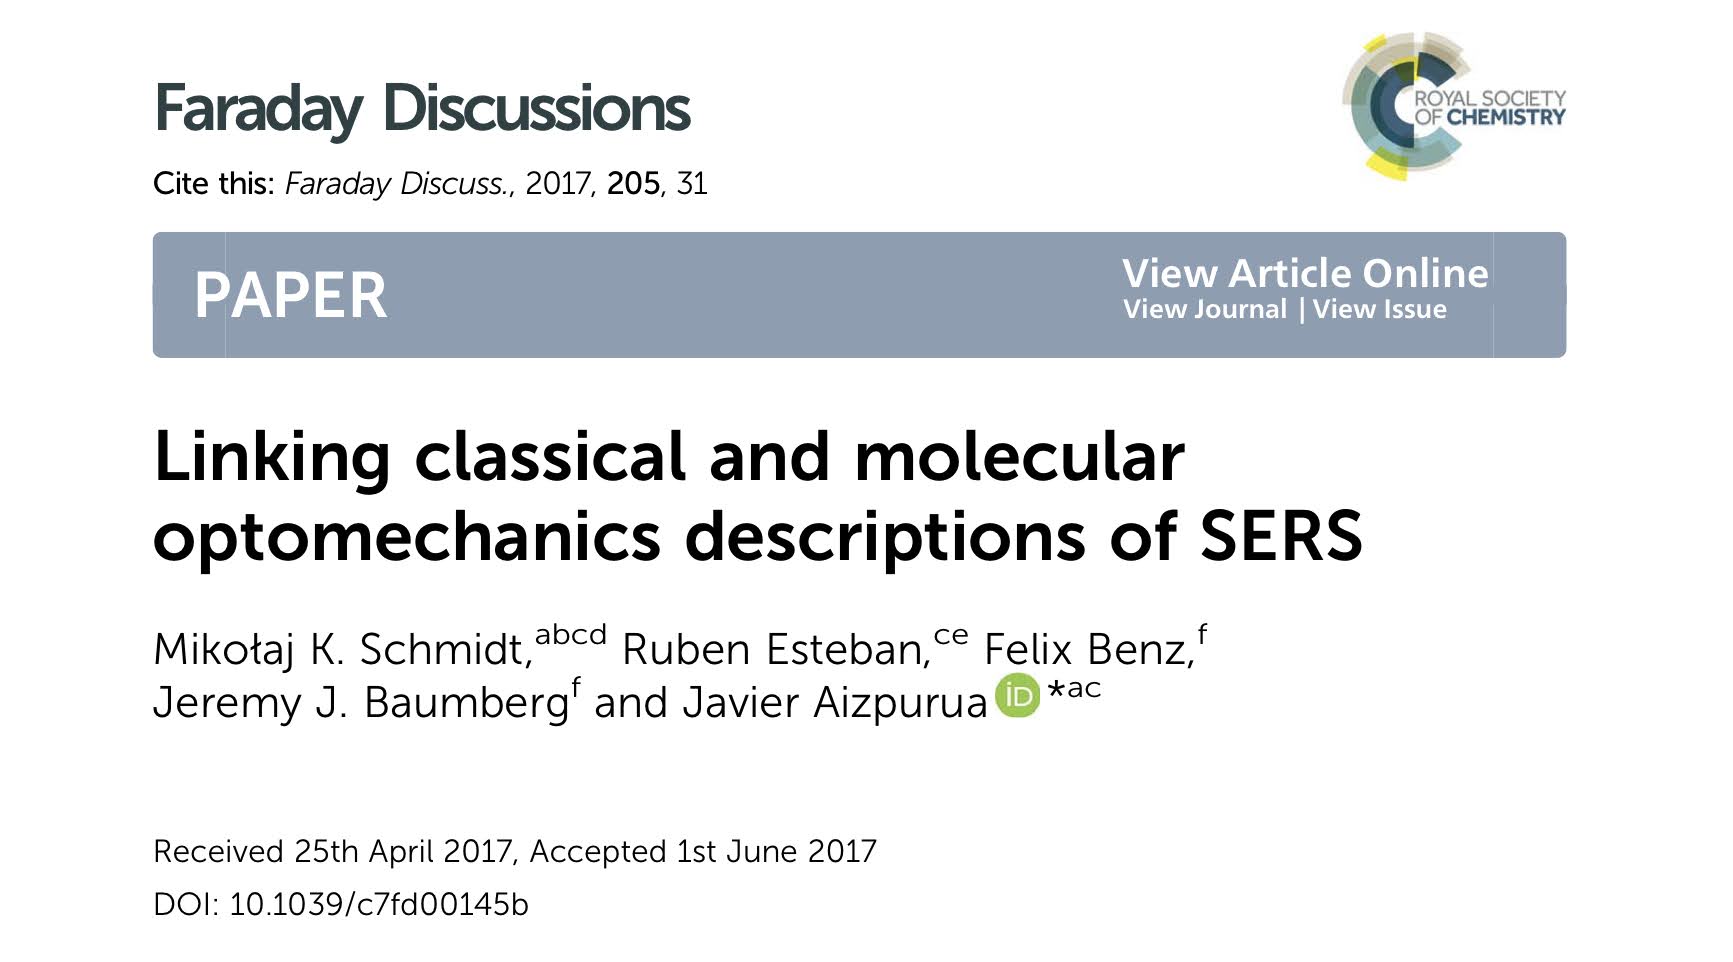 Faraday Discussions
ROYAL SOCIETY
OF CHEMISTRY
Cite this: Faraday Discuss., 2017, 205, 31
PAPER
View Article Online
View Journal | View Issue
Linking classical and molecular
optomechanics descriptions of SERS
Mikołaj K. Schmidt,abcd Ruben Esteban,ce Felix Benz,f
Jeremy J. Baumbergf and Javier Aizpurua iD *ac
Received 25th April 2017, Accepted 1st June 2017
DOI: 10.1039/c7fd00145b